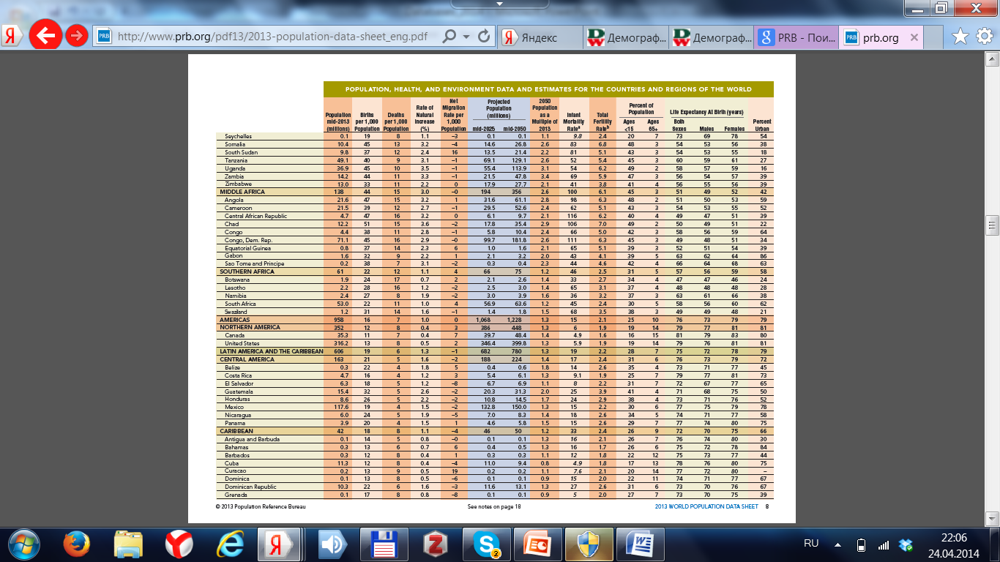 http://www.prb.org/pdf13/2013-population-data-sheet_eng.pdf
Яндекс
Демограф...
Демограф...
PRB - Пои...
prb.org
POPULATION, HEALTH, AND ENVIRONMENT DATA AND ESTIMATES FOR THE COUNTRIES AND REGIONS OF THE WORLD
Population mid-2013 (millions) Births per 1,000 Population Deaths per 1,000 Population Rate of Natural Increase (%) Net Migration Rate per 1,000 Population Projected Population (millions) mid-2025 mid-2050 2050 Population as a Multiple of 2013 Infant Mortality Rateᵃ Total Fertility Rateᵇ Percent of Population Ages <15 Ages 65+ Life Expectancy At Birth (years) Both Sexes Males Females Percent Urban
Seychelles 0.1 19 8 1.1 –3 0.1 0.1 1.1 9.8 2.4 20 7 73 69 78 54
Somalia 10.4 45 13 3.2 –4 14.6 26.8 2.6 83 6.8 48 3 54 53 56 38
South Sudan 9.8 37 12 2.4 16 13.5 21.4 2.2 81 5.1 43 3 54 53 55 18
Tanzania 49.1 40 9 3.1 –1 69.1 129.1 2.6 52 5.4 45 3 60 59 61 27
Uganda 36.9 45 10 3.5 –1 55.4 113.9 3.1 54 6.2 49 2 58 57 59 16
Zambia 14.2 44 11 3.3 –1 21.5 47.8 3.4 69 5.9 47 3 56 54 57 39
Zimbabwe 13.0 33 11 2.2 0 17.9 27.7 2.1 41 3.8 41 4 56 55 56 39
MIDDLE AFRICA 138 44 15 3.0 –0 194 356 2.6 100 6.1 45 3 51 49 52 42
Angola 21.6 47 15 3.2 1 31.6 61.1 2.8 98 6.3 48 2 51 50 53 59
Cameroon 21.5 39 12 2.7 –1 29.5 52.6 2.4 62 5.1 43 3 54 53 55 52
Central African Republic 4.7 47 16 3.2 0 6.1 9.7 2.1 116 6.2 40 4 49 47 51 39
Chad 12.2 51 15 3.6 –2 17.8 35.4 2.9 106 7.0 49 2 50 49 51 22
Congo 4.4 38 11 2.8 –1 5.8 10.4 2.4 66 5.0 42 3 58 56 59 64
Congo, Dem. Rep. 71.1 45 16 2.9 –0 99.7 181.8 2.6 111 6.3 45 3 49 48 51 34
Equatorial Guinea 0.8 37 14 2.3 6 1.0 1.6 2.1 65 5.1 39 3 52 51 54 39
Gabon 1.6 32 9 2.2 1 2.1 3.2 2.0 43 4.1 39 5 63 62 64 86
Sao Tome and Principe 0.2 38 7 3.1 –2 0.3 0.4 2.3 44 4.6 42 4 66 64 68 63
SOUTHERN AFRICA 61 22 12 1.1 4 66 75 1.2 46 2.5 31 5 57 56 59 58
Botswana 1.9 24 17 0.7 2 2.1 2.6 1.4 33 2.7 34 4 47 47 46 24
Lesotho 2.2 28 16 1.2 –2 2.5 3.0 1.4 65 3.1 37 4 48 48 48 28
Namibia 2.4 27 8 1.9 –2 3.0 3.9 1.6 36 3.2 37 3 63 61 66 38
South Africa 53.0 22 11 1.0 4 56.9 63.6 1.2 45 2.4 30 5 58 56 60 62
Swaziland 1.2 31 14 1.6 –1 1.4 1.8 1.5 68 3.5 38 3 49 49 48 21
AMERICAS 958 16 7 1.0 0 1,068 1,228 1.3 15 2.1 25 10 76 73 79 79
NORTHERN AMERICA 352 12 8 0.4 3 386 448 1.3 6 1.9 19 14 79 77 81 81
Canada 35.3 11 7 0.4 7 39.7 48.4 1.4 4.9 1.6 16 15 81 79 83 80
United States 316.2 13 8 0.5 2 346.4 399.8 1.3 5.9 1.9 19 14 79 76 81 81
LATIN AMERICA AND THE CARIBBEAN 606 19 6 1.3 –1 682 780 1.3 19 2.2 28 7 75 72 78 79
CENTRAL AMERICA 163 21 5 1.6 –2 188 224 1.4 17 2.4 31 6 76 73 79 72
Belize 0.3 22 4 1.8 5 0.4 0.6 1.8 14 2.6 35 4 73 71 77 45
Costa Rica 4.7 16 4 1.2 3 5.4 6.1 1.3 9.1 1.9 25 7 79 77 81 73
El Salvador 6.3 18 5 1.2 –8 6.7 6.9 1.1 8 2.2 31 7 72 67 77 65
Guatemala 15.4 32 5 2.6 –2 20.3 31.3 2.0 25 3.9 41 4 71 68 75 50
Honduras 8.6 26 5 2.2 –2 10.8 14.5 1.7 24 2.9 38 4 73 71 76 52
Mexico 117.6 19 4 1.5 –2 132.8 150.0 1.3 15 2.2 30 6 77 75 79 78
Nicaragua 6.0 24 5 1.9 –5 7.0 8.3 1.4 18 2.6 34 5 74 71 77 58
Panama 3.9 20 4 1.5 1 4.6 5.8 1.5 15 2.6 29 7 77 74 80 75
CARIBBEAN 42 18 8 1.1 –4 46 50 1.2 33 2.4 26 9 72 70 75 66
Antigua and Barbuda 0.1 14 5 0.8 –0 0.1 0.1 1.3 16 2.1 26 7 76 74 80 30
Bahamas 0.3 13 6 0.7 6 0.4 0.5 1.3 16 1.7 26 6 75 72 78 84
Barbados 0.3 12 8 0.4 1 0.3 0.3 1.1 12 1.8 22 12 75 73 77 44
Cuba 11.3 12 8 0.4 –4 11.0 9.4 0.8 4.9 1.8 17 13 78 76 80 75
Curacao 0.2 13 9 0.5 19 0.2 0.2 1.1 7.6 2.1 20 14 77 72 80 –
Dominica 0.1 13 8 0.5 –6 0.1 0.1 0.9 15 2.0 22 11 74 71 77 67
Dominican Republic 10.3 22 6 1.6 –3 11.6 13.1 1.3 27 2.6 31 6 73 70 76 67
Grenada 0.1 17 8 0.8 –8 0.1 0.1 0.9 5 2.0 27 7 73 70 75 39
© 2013 Population Reference Bureau See notes on page 18 2013 WORLD POPULATION DATA SHEET 8
RU 22:06
24.04.2014